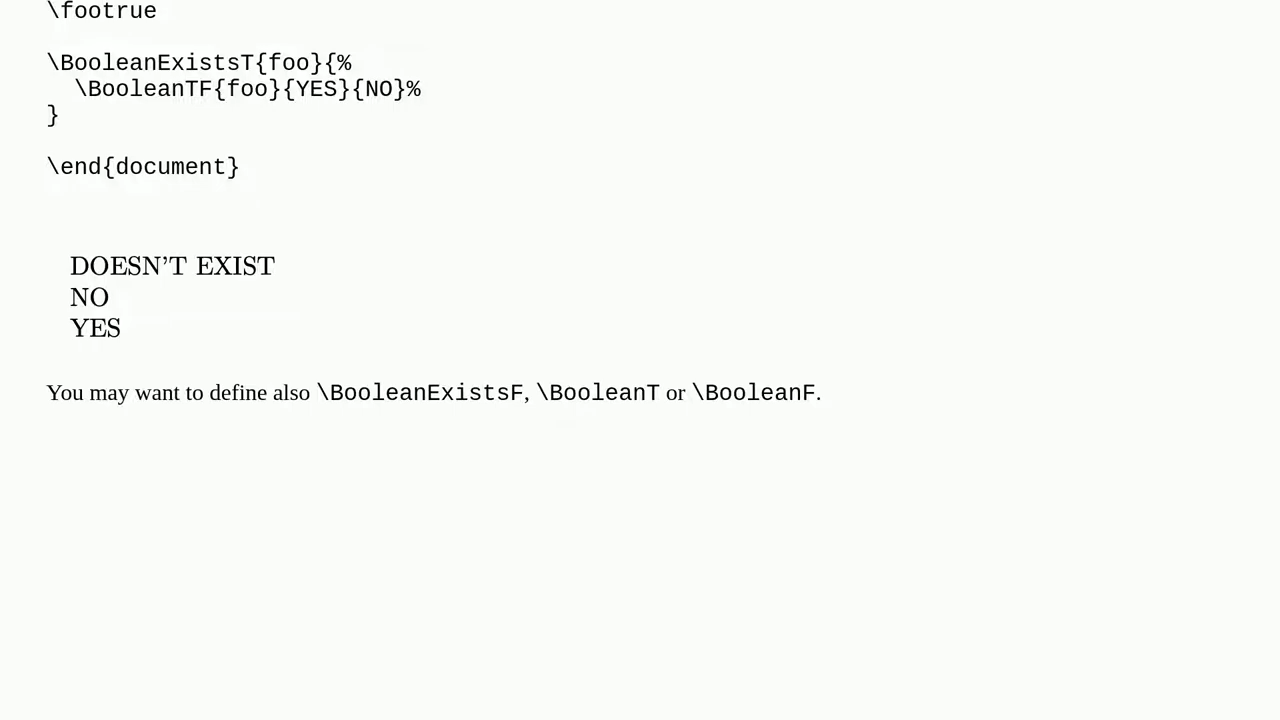 \footrue
\BooleanExistsT{foo}{%
  \BooleanTF{foo}{YES}{NO}%
}
\end{document}
DOESN’T EXIST
NO
YES
You may want to define also \BooleanExistsF, \BooleanT or \BooleanF.